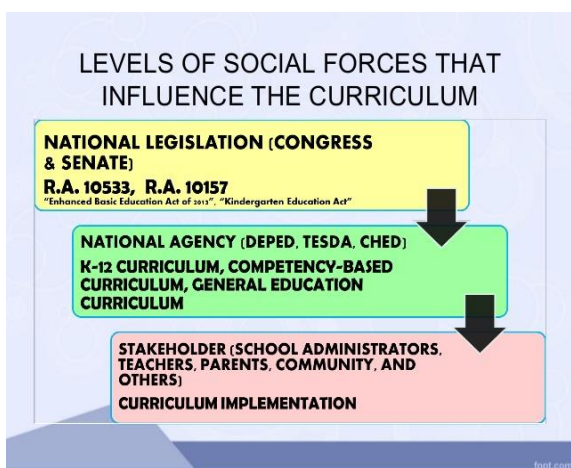 LEVELS OF SOCIAL FORCES THAT
INFLUENCE THE CURRICULUM
NATIONAL LEGISLATION (CONGRESS
& SENATE)
R.A. 10533, R.A. 10157
"Enhanced Basic Education Act of 2013", "Kindergarten Education Act"
NATIONAL AGENCY (DEPED, TESDA, CHED)
K-12 CURRICULUM, COMPETENCY-BASED
CURRICULUM, GENERAL EDUCATION
CURRICULUM
STAKEHOLDER (SCHOOL ADMINISTRATORS,
TEACHERS, PARENTS, COMMUNITY, AND
OTHERS)
CURRICULUM IMPLEMENTATION